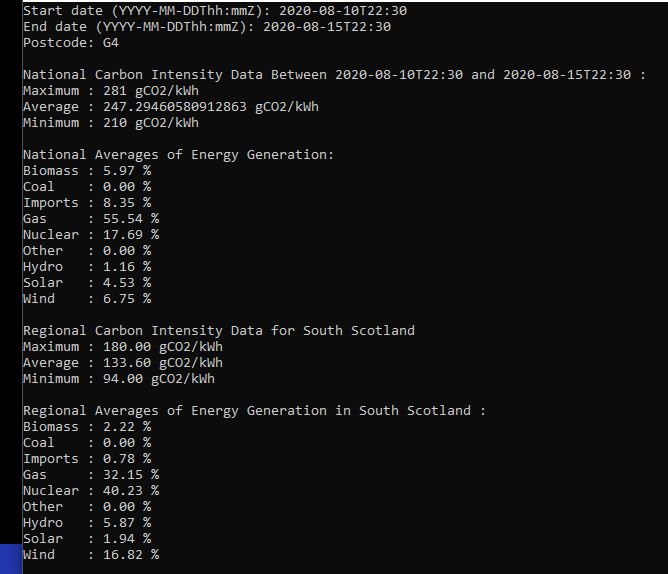 Start date (YYYY-MM-DDThh:mmZ): 2020-08-10T22:30
End date (YYYY-MM-DDThh:mmZ): 2020-08-15T22:30
Postcode: G4
National Carbon Intensity Data Between 2020-08-10T22:30 and 2020-08-15T22:30 :
Maximum : 281 gCO2/kWh
Average : 247.29460580912863 gCO2/kWh
Minimum : 210 gCO2/kWh
National Averages of Energy Generation:
Biomass : 5.97 %
Coal    : 0.00 %
Imports : 8.35 %
Gas     : 55.54 %
Nuclear : 17.69 %
Other   : 0.00 %
Hydro   : 1.16 %
Solar   : 4.53 %
Wind    : 6.75 %
Regional Carbon Intensity Data for South Scotland
Maximum : 180.00 gCO2/kWh
Average : 133.60 gCO2/kWh
Minimum : 94.00 gCO2/kWh
Regional Averages of Energy Generation in South Scotland :
Biomass : 2.22 %
Coal    : 0.00 %
Imports : 0.78 %
Gas     : 32.15 %
Nuclear : 40.23 %
Other   : 0.00 %
Hydro   : 5.87 %
Solar   : 1.94 %
Wind    : 16.82 %